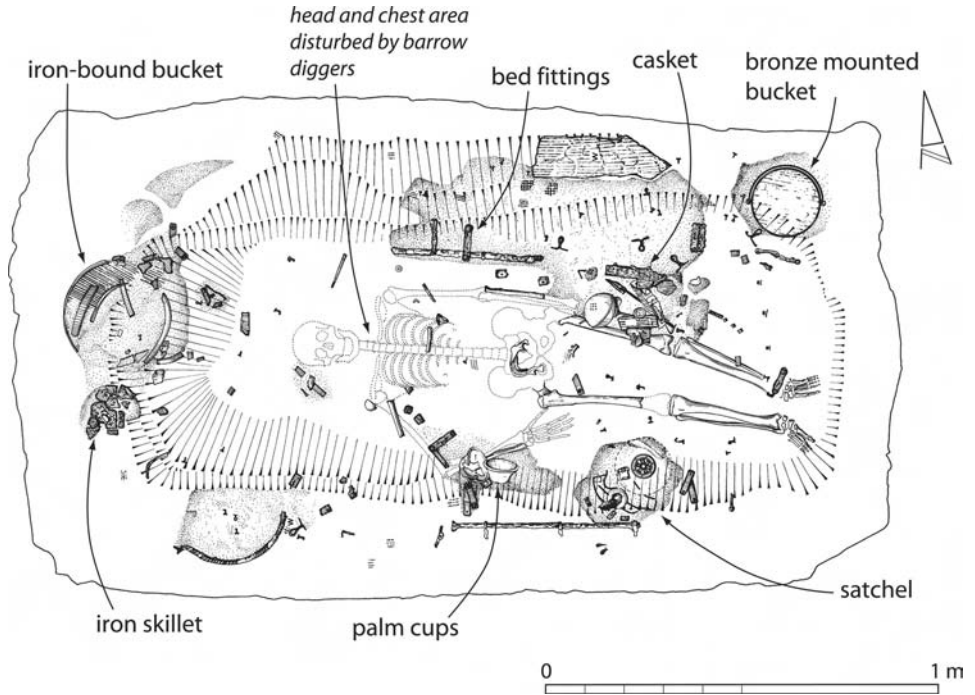 head and chest area
disturbed by barrow
diggers
iron-bound bucket
bed fittings
casket
bronze mounted
bucket
iron skillet
palm cups
satchel
0
1 m